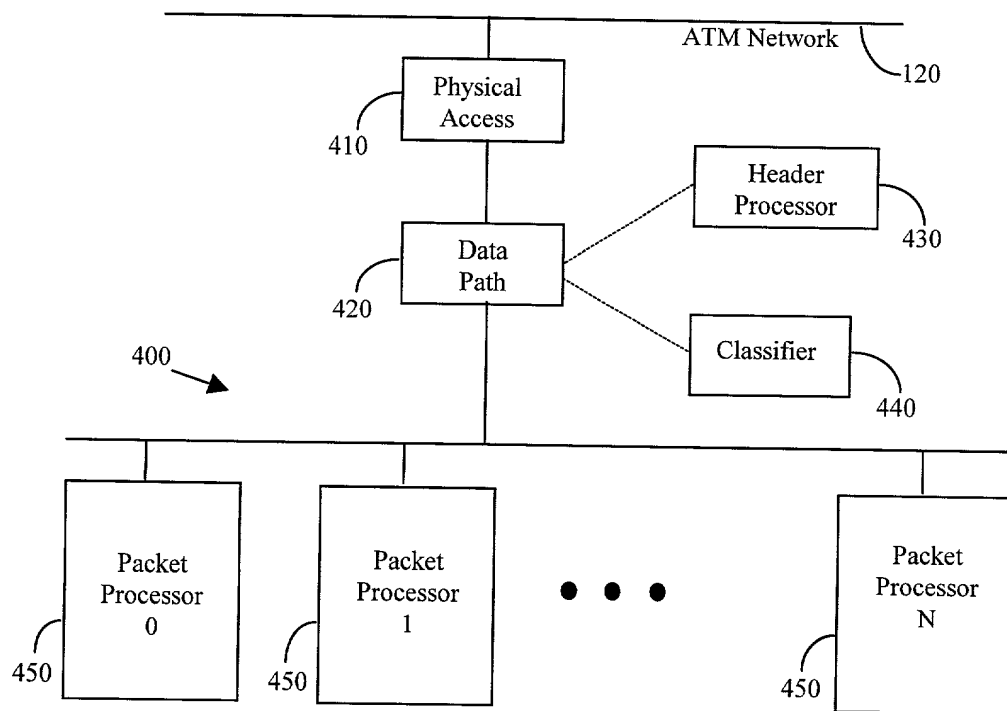 ATM Network
120
Physical
Access
410
Header
Processor
430
Data
Path
420
Classifier
440
400
Packet
Processor
0
450
Packet
Processor
1
450
Packet
Processor
N
450